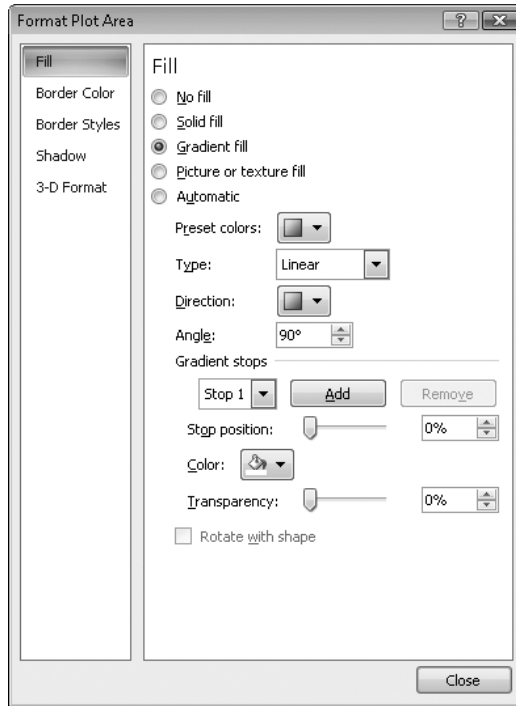 Format Plot Area
Fill
Border Color
Border Styles
Shadow
3-D Format
Fill
No fill
Solid fill
Gradient fill
Picture or texture fill
Automatic
Preset colors:
Type: Linear
Direction:
Angle: 90°
Gradient stops
Stop 1 Add Remove
Stop position: 0%
Color:
Transparency: 0%
Rotate with shape
Close